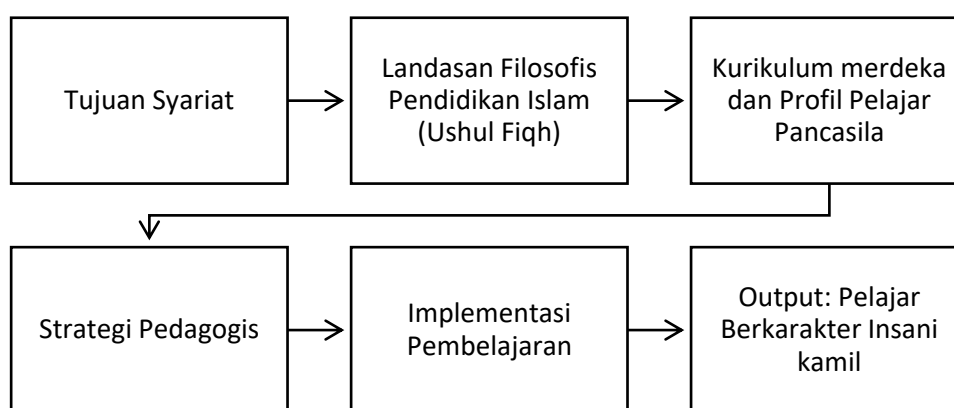 Tujuan Syariat
Landasan Filosofis
Pendidikan Islam
(Ushul Fiqh)
Kurikulum merdeka
dan Profil Pelajar
Pancasila
Strategi Pedagogis
Implementasi
Pembelajaran
Output: Pelajar
Berkarakter Insani
kamil